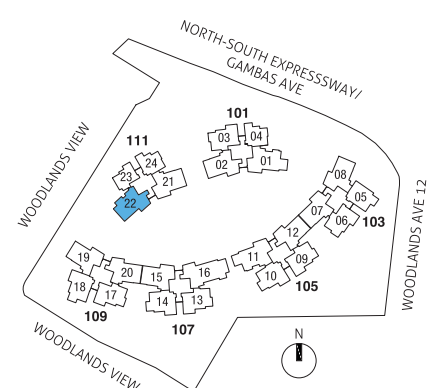 NORTH-SOUTH EXPRESSSWAY/
GAMBAS AVE
WOODLANDS VIEW
101
03 04
02 01
111
24
23 21
22
08
05
07 06
103
12
11 09
10
105
WOODLANDS AVE 12
19
20 15 16
18 17 14 13
109
107
WOODLANDS VIEW
N